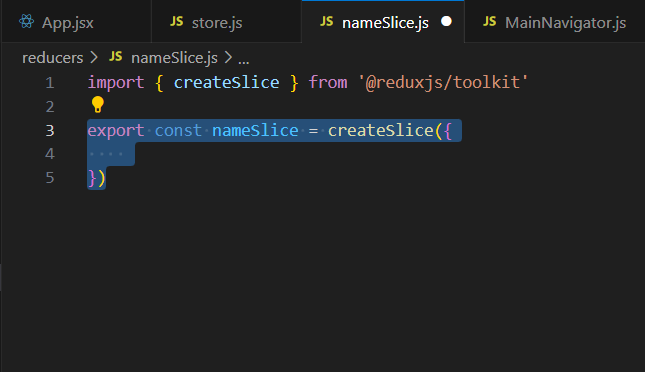 App.jsx JS store.js JS nameSlice.js JS MainNavigator.js
reducers > JS nameSlice.js > ...
1 import { createSlice } from '@reduxjs/toolkit'
2
3 export const nameSlice = createSlice({
4
5 })